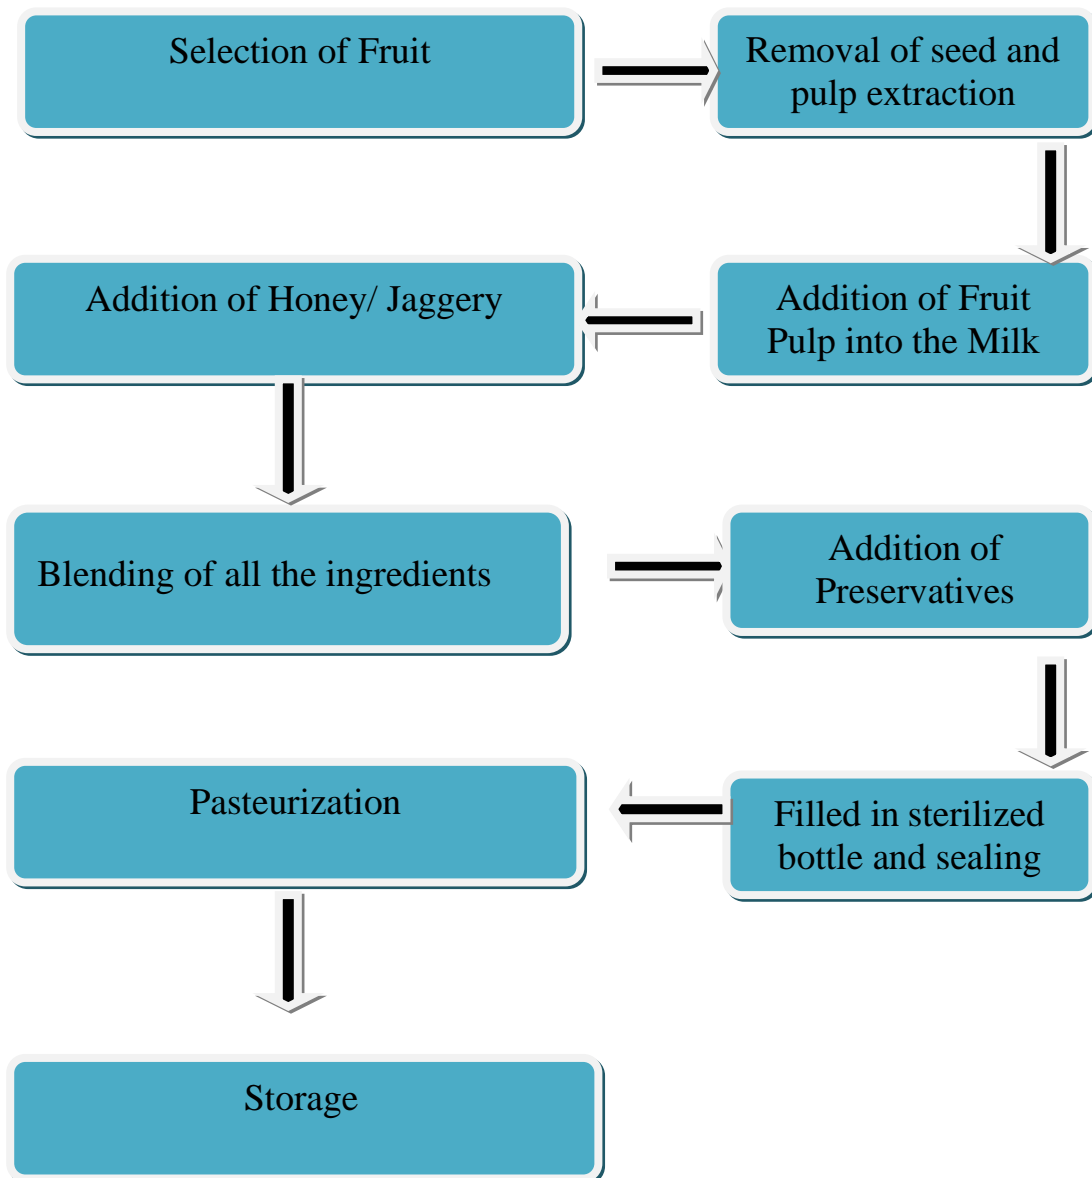 Selection of Fruit
Removal of seed and
pulp extraction
Addition of Fruit
Pulp into the Milk
Addition of Honey/ Jaggery
Blending of all the ingredients
Addition of
Preservatives
Filled in sterilized
bottle and sealing
Pasteurization
Storage